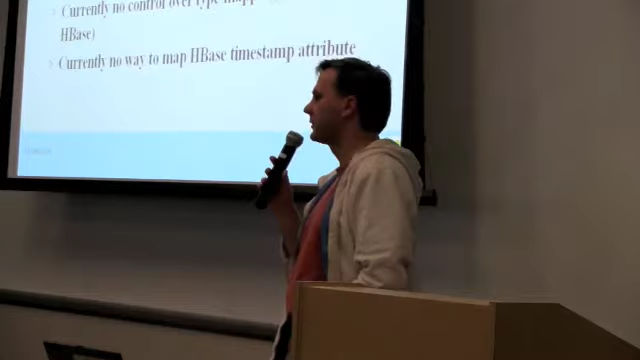 Currently no control over type
HBase)
Currently no way to map HBase timestamp attribute